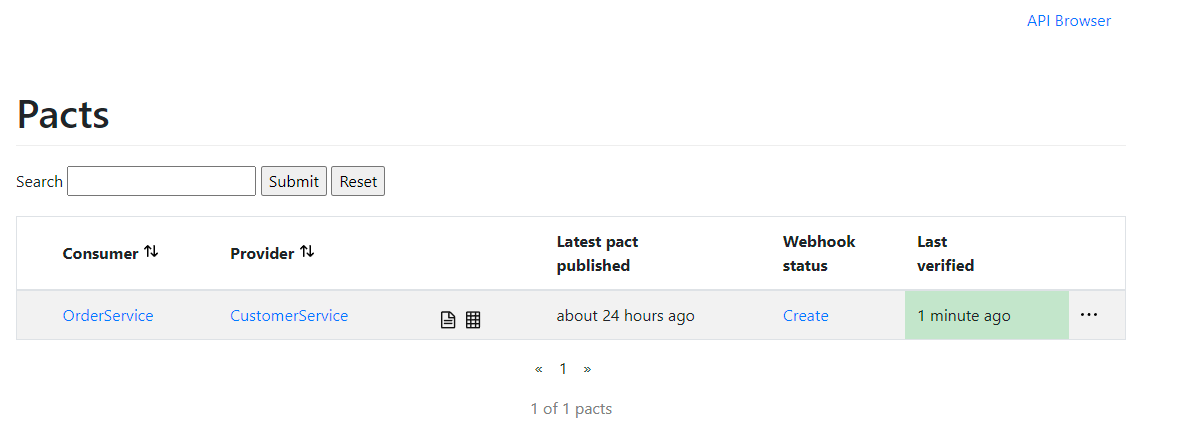 API Browser
Pacts
Search Submit Reset
Consumer Provider Latest pact published Webhook status Last verified
OrderService CustomerService about 24 hours ago Create 1 minute ago ...
« 1 »
1 of 1 pacts